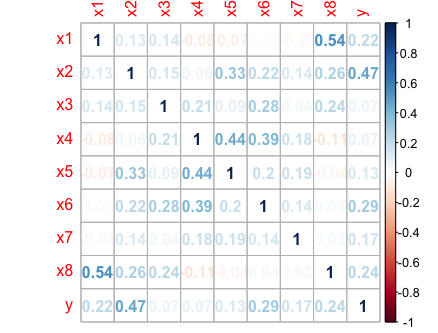 x1 x2 x3 x4 x5 x6 x7 x8 y
x1 1 0.13 0.14 -0.08 -0.07 0.54 0.22 1
x2 0.13 1 0.15 0.06 0.33 0.22 0.14 0.26 0.47 0.8
x3 0.14 0.15 1 0.21 0.09 0.28 0.04 0.24 0.07 0.6
x4 -0.08 0.06 0.21 1 0.44 0.39 0.18 -0.11 0.07 0.4
x5 -0.07 0.33 0.09 0.44 1 0.2 0.19 -0.04 0.13 0.2
x6 0.22 0.28 0.39 0.2 1 0.14 0.04 0.29 0
x7 0.14 0.04 0.18 0.19 0.14 1 0.03 0.17 -0.2
x8 0.54 0.26 0.24 -0.11 -0.04 0.04 0.03 1 0.24 -0.4
y 0.22 0.47 0.07 0.07 0.13 0.29 0.17 0.24 1 -0.6
-0.8
-1